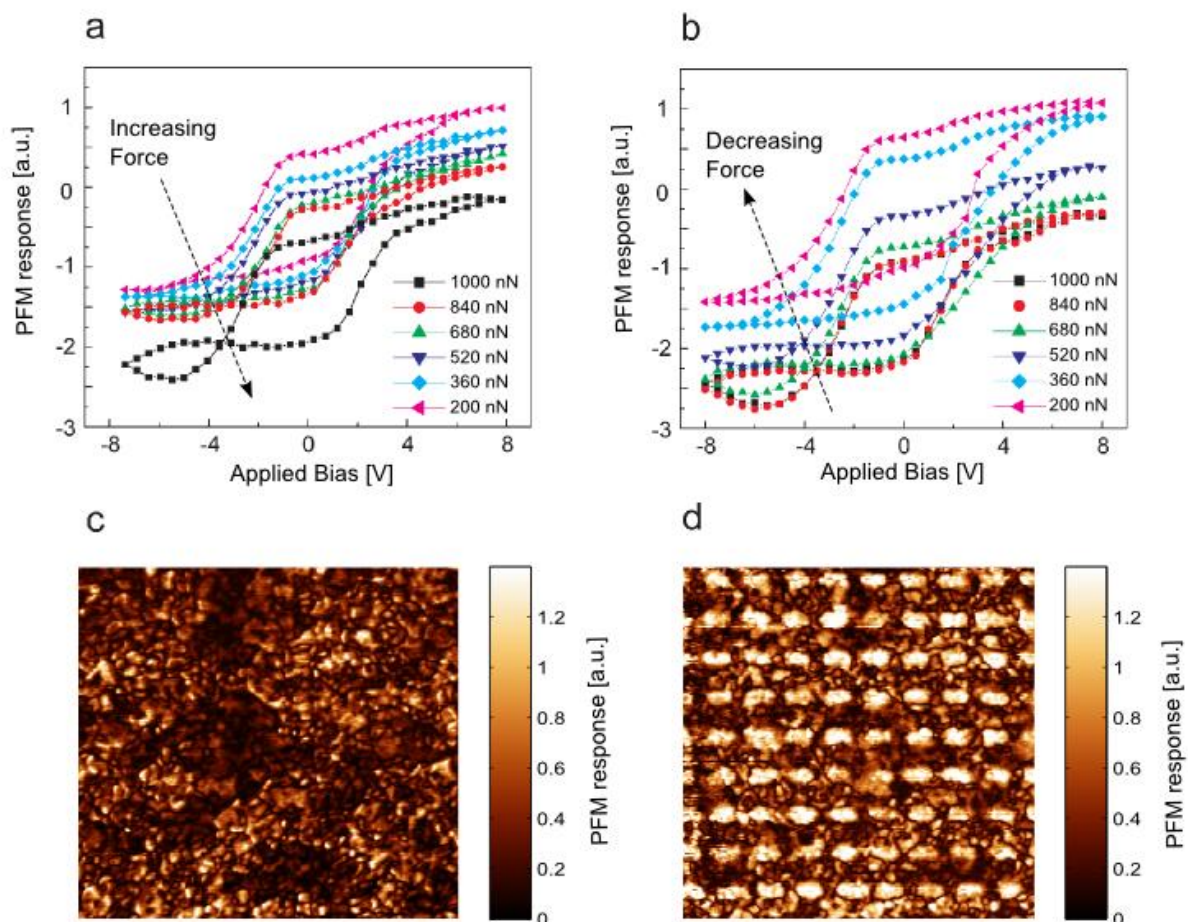 a
1
0
-1
-2
-3
PFM response [a.u.]
Increasing
Force
1000 nN
840 nN
680 nN
520 nN
360 nN
200 nN
-8
-4
0
4
8
Applied Bias [V]
b
1
0
-1
-2
-3
PFM response [a.u.]
Decreasing
Force
1000 nN
840 nN
680 nN
520 nN
360 nN
200 nN
-8
-4
0
4
8
Applied Bias [V]
c
1.2
1
0.8
0.6
0.4
0.2
0
PFM response [a.u.]
d
1.2
1
0.8
0.6
0.4
0.2
0
PFM response [a.u.]